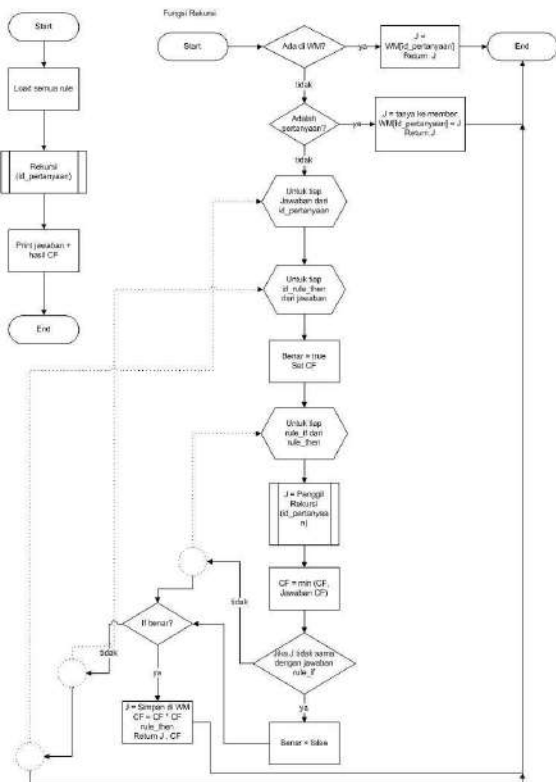 Fungsi Rekursi
Start
Load semua rule
Rekursi
(id_pertanyaan)
Print jawaban +
hasil CF
End
Start
Ada di WM?
ya
J =
WM[id_pertanyaan]
Return J
End
tidak
Adalah
pertanyaan?
ya
J = tanya ke member
WM[id_pertanyaan] = J
Return J
tidak
Untuk tiap
Jawaban dari
id_pertanyaan
Untuk tiap
id_rule_then
dari jawaban
Benar = true
Set CF
Untuk tiap
rule_if dari
rule_then
J = Panggil
Rekursi
(id_pertanyaa
n)
CF = min (CF,
Jawaban CF)
Jika J tidak sama
dengan jawaban
rule_if
tidak
ya
Benar = false
If benar?
tidak
ya
J = Simpan di WM
CF = CF * CF
rule_then
Return J , CF